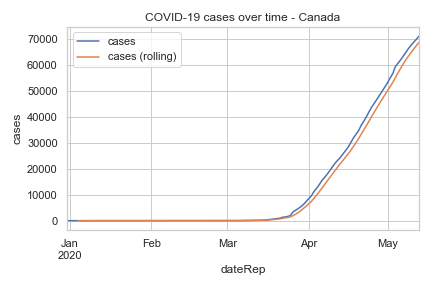 COVID-19 cases over time - Canada
cases
cases (rolling)
70000
60000
50000
40000
30000
20000
10000
0
cases
Jan Feb Mar Apr May
2020
dateRep